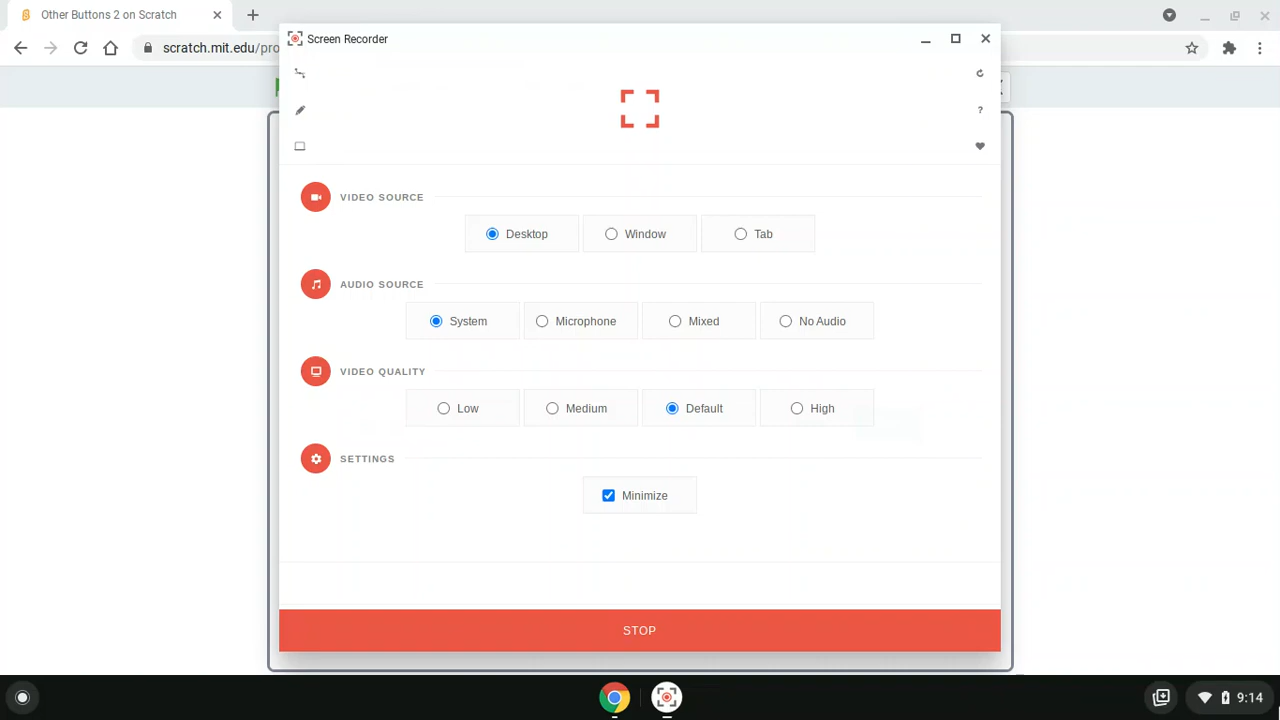 Other Buttons 2 on Scratch
scratch.mit.edu/pro
Screen Recorder
?
VIDEO SOURCE
Desktop
Window
Tab
AUDIO SOURCE
System
Microphone
Mixed
No Audio
VIDEO QUALITY
Low
Medium
Default
High
SETTINGS
Minimize
STOP
9:14